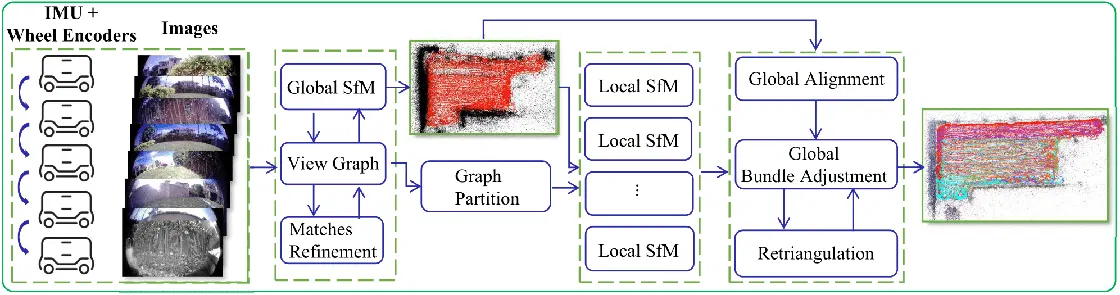 IMU +
Wheel Encoders
Images
Global SfM
View Graph
Matches
Refinement
Graph
Partition
Local SfM
Local SfM
⋮
Local SfM
Global Alignment
Global
Bundle Adjustment
Retriangulation